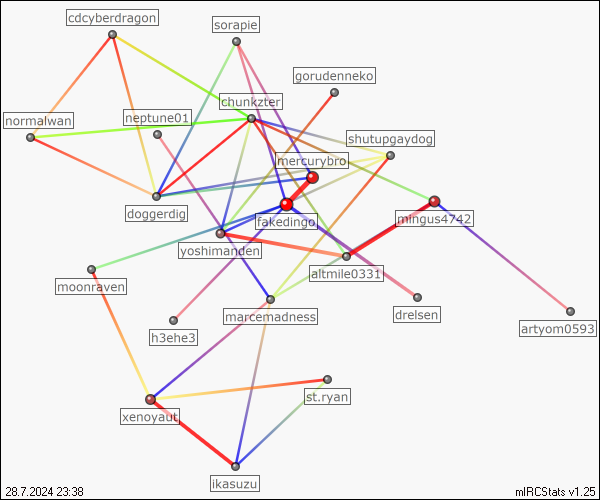 cdcyberdragon
sorapie
gorudenneko
chunkzter
normalwan
neptune01
shutupgaydog
mercurybro
doggerdig
fakedingo
mingus4742
yoshimanden
altmile0331
moonraven
marcemadness
drelsen
artyom0593
h3ehe3
st.ryan
xenoyaut
ikasuzu
28.7.2024 23:38
mIRCStats v1.25